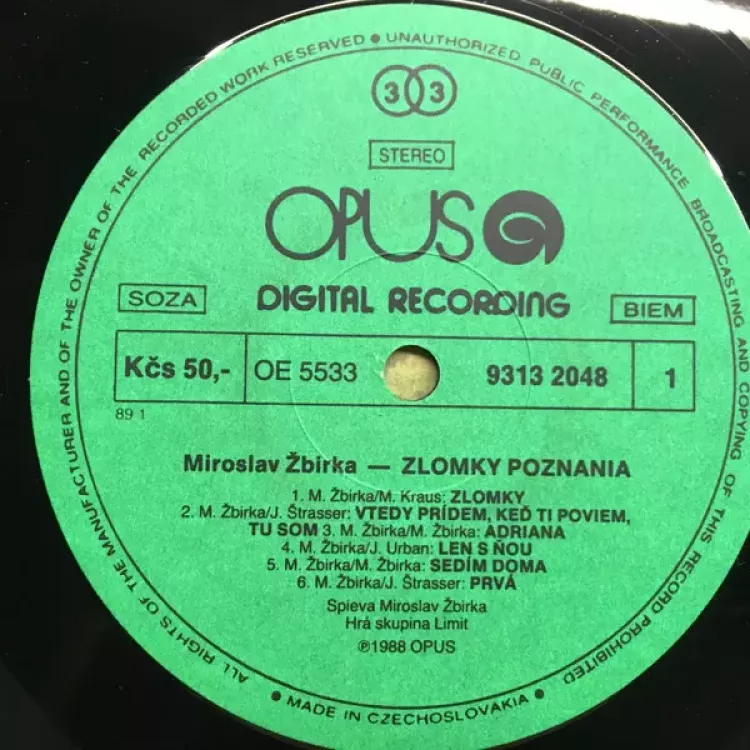 ALL RIGHTS OF THE MANUFACTURER AND OF THE OWNER OF THE RECORDED WORK RESERVED • UNAUTHORIZED PUBLIC PERFORMANCE BROADCASTING AND COPYING OF THIS RECORD PROHIBITED
33
STEREO
OPUS
SOZA
DIGITAL RECORDING
BIEM
Kčs 50,- OE 5533 9313 2048 1
89 1
Miroslav Žbirka — ZLOMKY POZNANIA
1. M. Žbirka/M. Kraus: ZLOMKY
2. M. Žbirka/J. Štrasser: VTEDY PRÍDEM, KEĎ TI POVIEM,
TU SOM 3. M. Žbirka/M. Žbirka: ADRIANA
4. M. Žbirka/J. Urban: LEN S ŇOU
5. M. Žbirka/M. Žbirka: SEDÍM DOMA
6. M. Žbirka/J. Štrasser: PRVÁ
Spieva Miroslav Žbirka
Hrá skupina Limit
℗1988 OPUS
• MADE IN CZECHOSLOVAKIA •